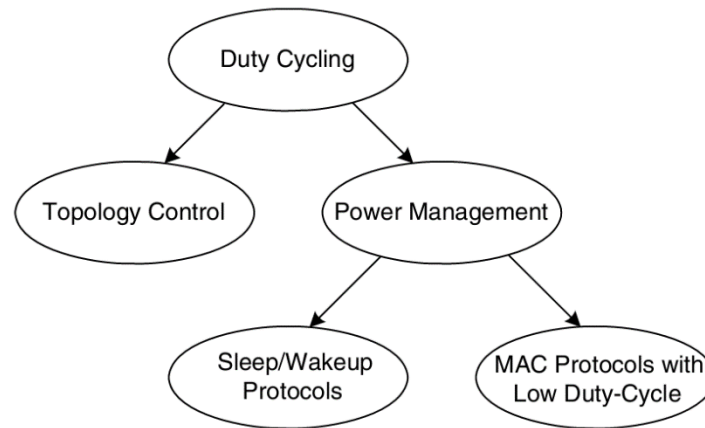 Duty Cycling
Topology Control
Power Management
Sleep/Wakeup
Protocols
MAC Protocols with
Low Duty-Cycle